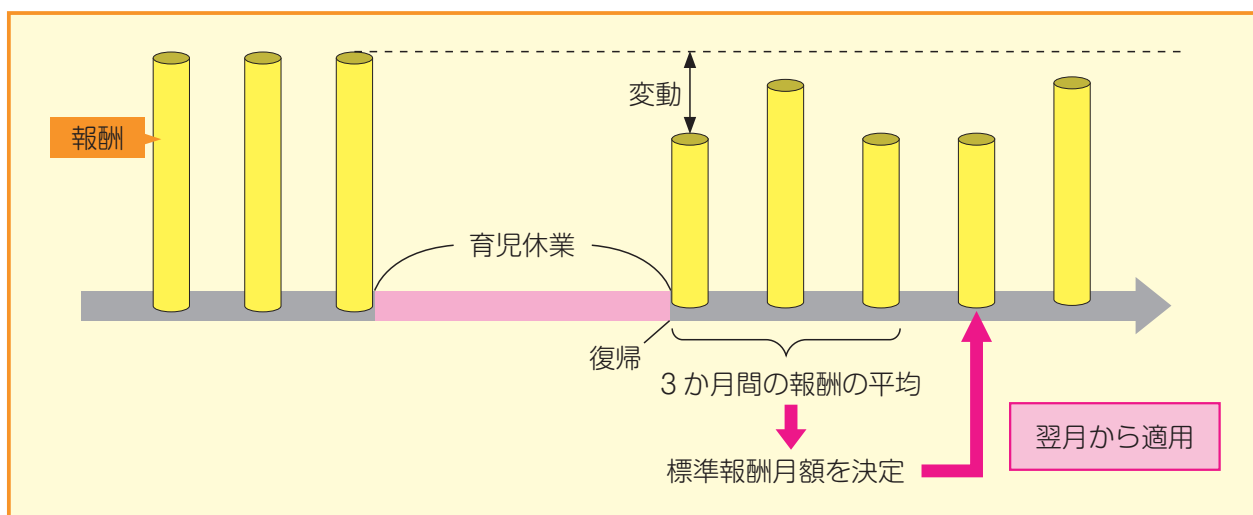 変動
報酬
育児休業
復帰
３か月間の報酬の平均
翌月から適用
標準報酬月額を決定